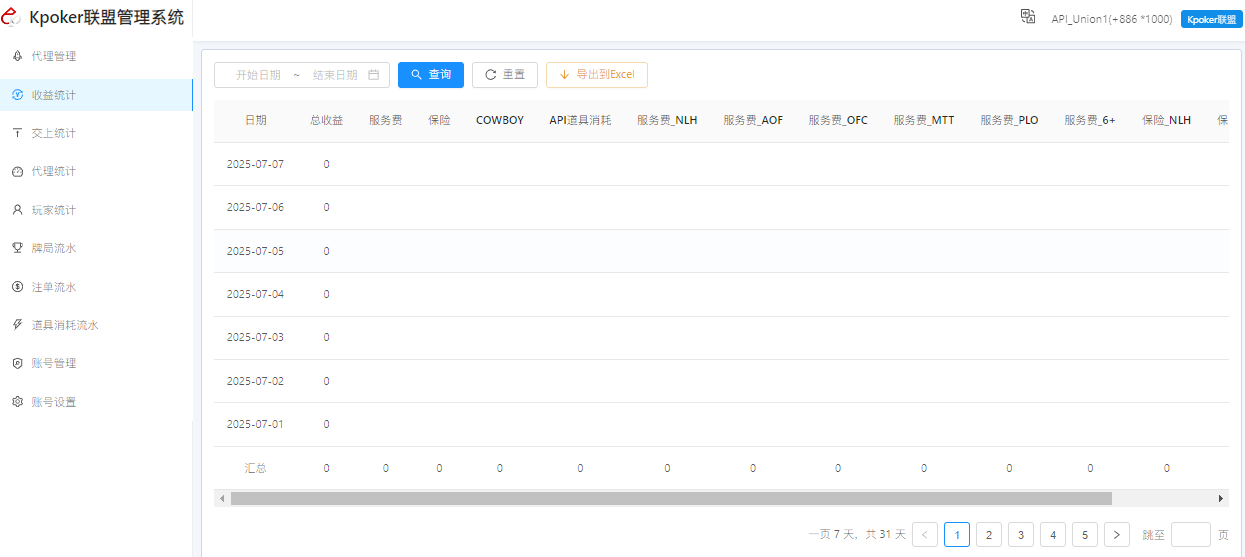 Kpoker联盟管理系统
API_Union1(+886 *1000) Kpoker联盟
代理管理
收益统计
交上统计
代理统计
玩家统计
牌局流水
注单流水
道具消耗流水
账号管理
账号设置
开始日期 ~ 结束日期 查询 重置 导出到Excel
日期 总收益 服务费 保险 COWBOY API道具消耗 服务费_NLH 服务费_AOF 服务费_OFC 服务费_MTT 服务费_PLO 服务费_6+ 保险_NLH 保
2025-07-07 0
2025-07-06 0
2025-07-05 0
2025-07-04 0
2025-07-03 0
2025-07-02 0
2025-07-01 0
汇总 0 0 0 0 0 0 0 0 0 0 0 0
一页 7 天，共 31 天 < 1 2 3 4 5 > 跳至 页